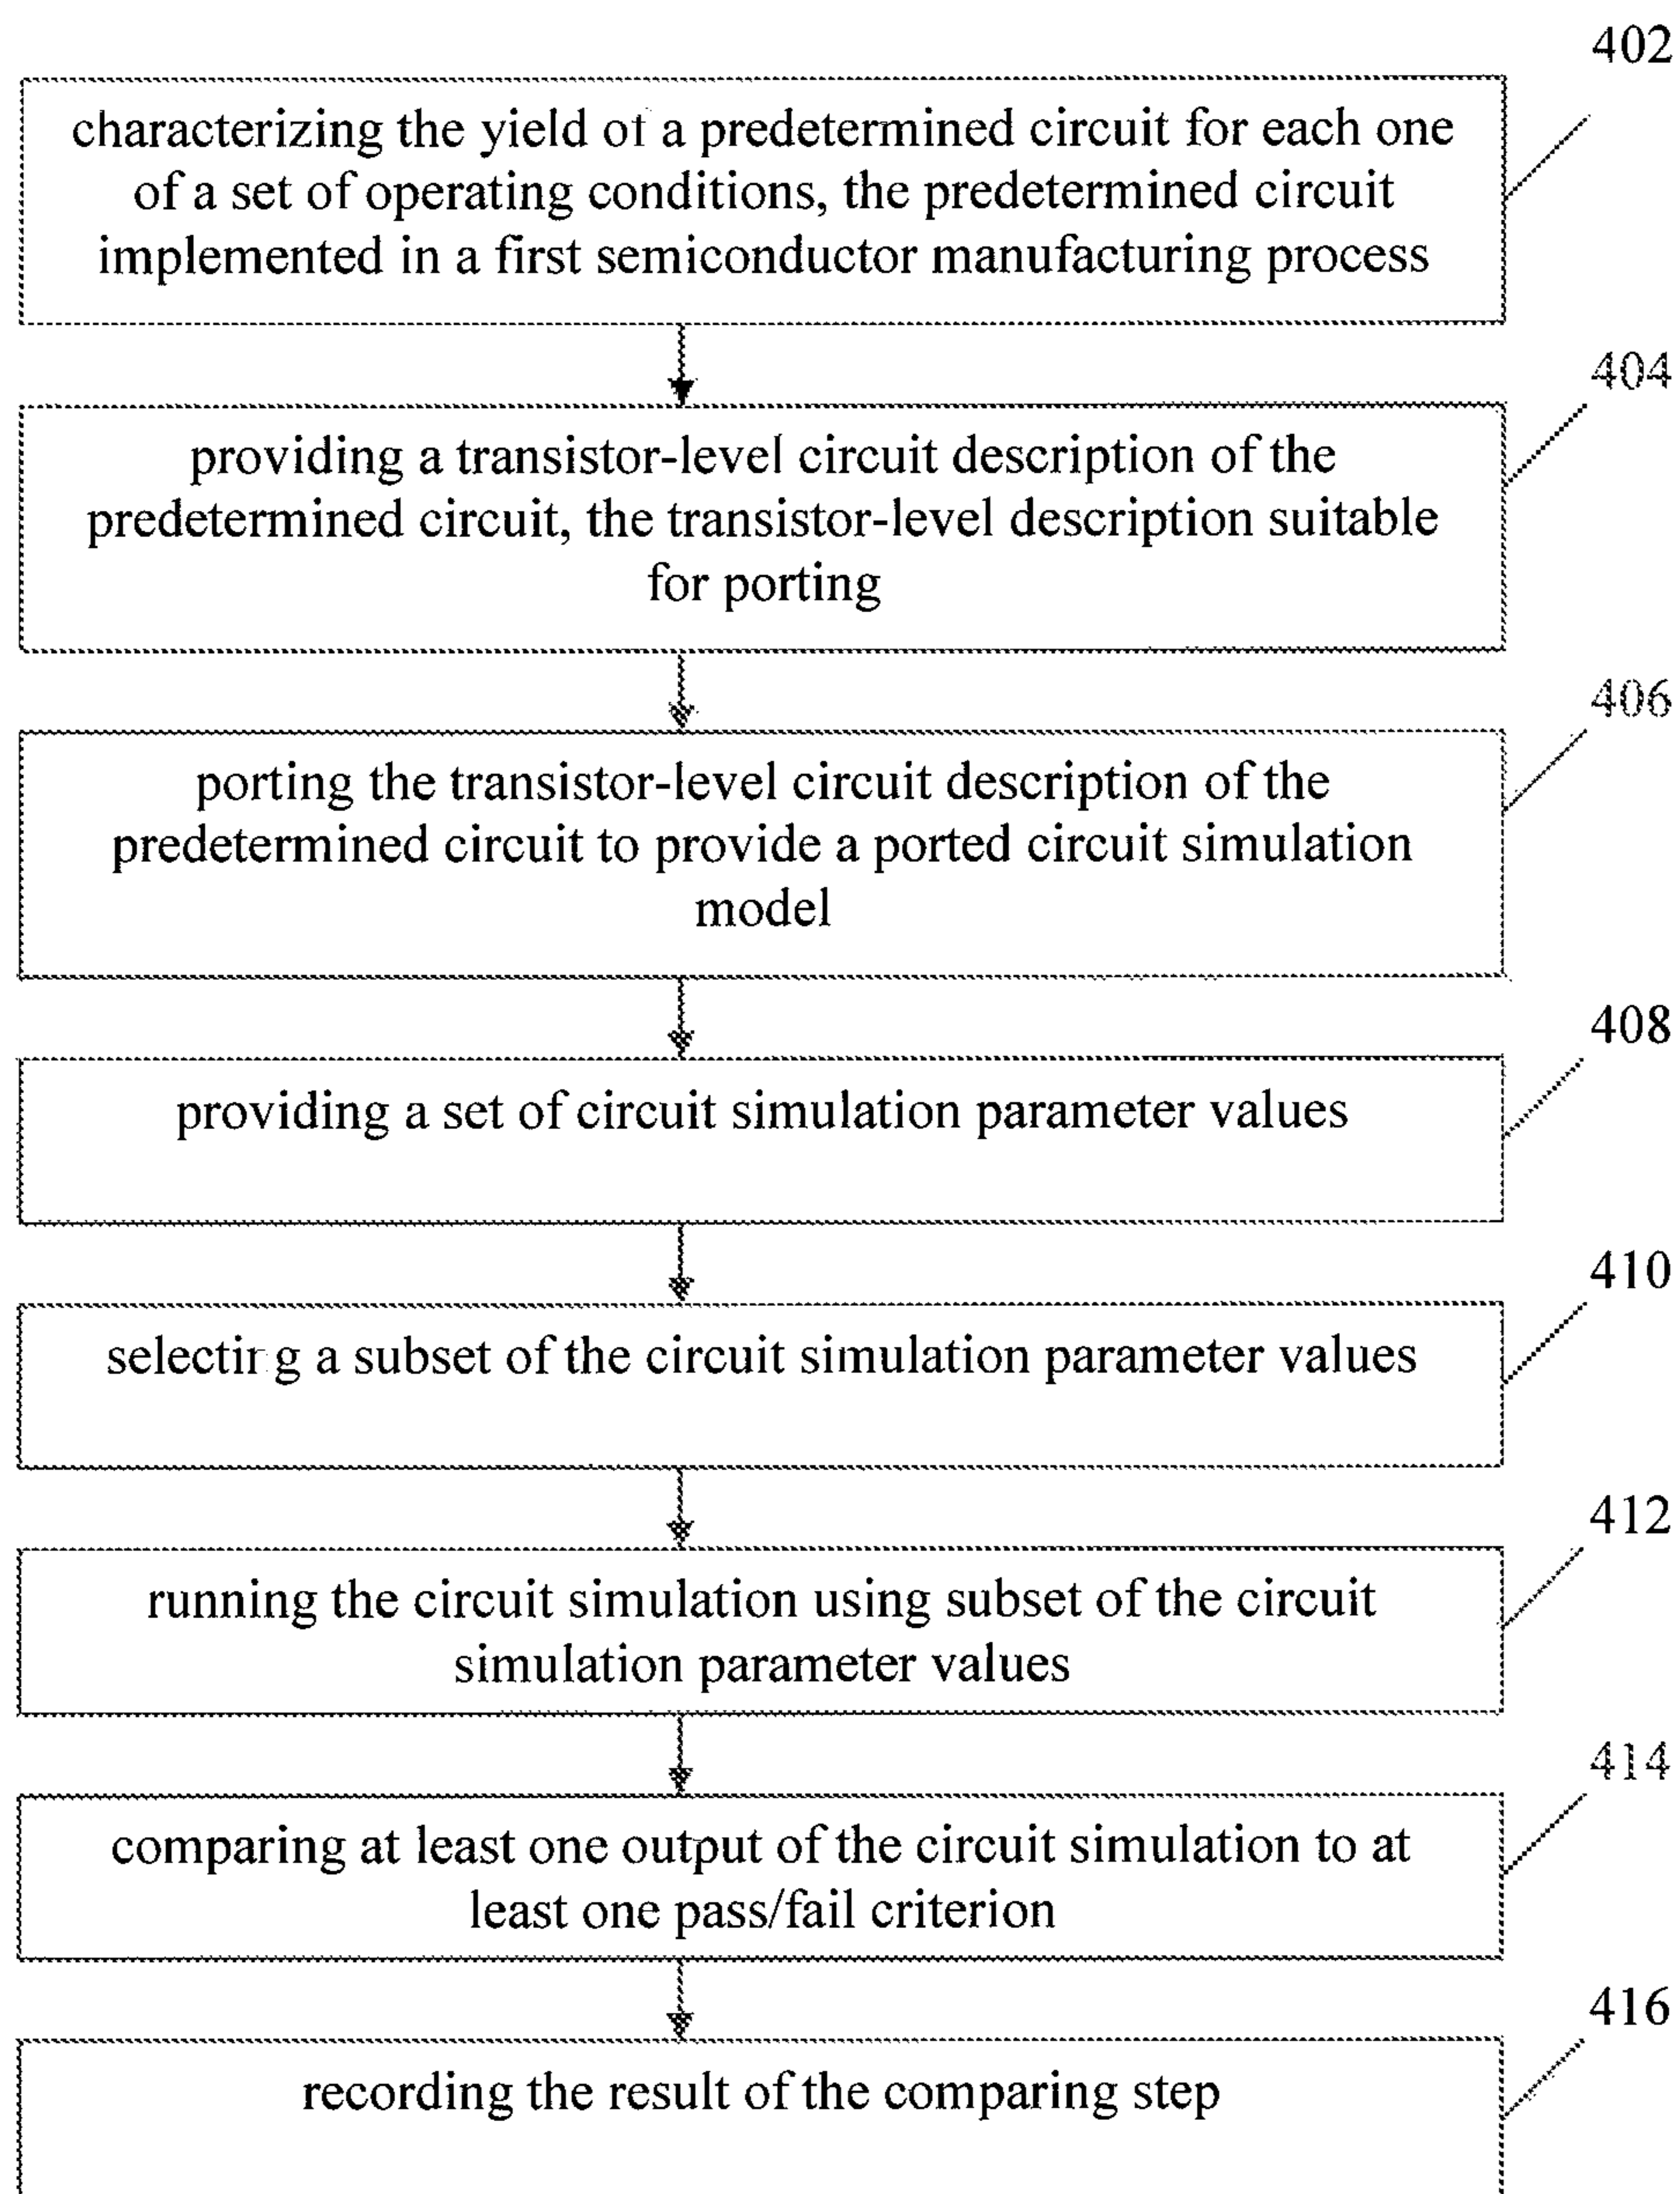 402
characterizing the yield of a predetermined circuit for each one
of a set of operating conditions, the predetermined circuit
implemented in a first semiconductor manufacturing process
404
providing a transistor-level circuit description of the
predetermined circuit, the transistor-level description suitable
for porting
406
porting the transistor-level circuit description of the
predetermined circuit to provide a ported circuit simulation
model
408
providing a set of circuit simulation parameter values
410
selecting a subset of the circuit simulation parameter values
412
running the circuit simulation using subset of the circuit
simulation parameter values
414
comparing at least one output of the circuit simulation to at
least one pass/fail criterion
416
recording the result of the comparing step